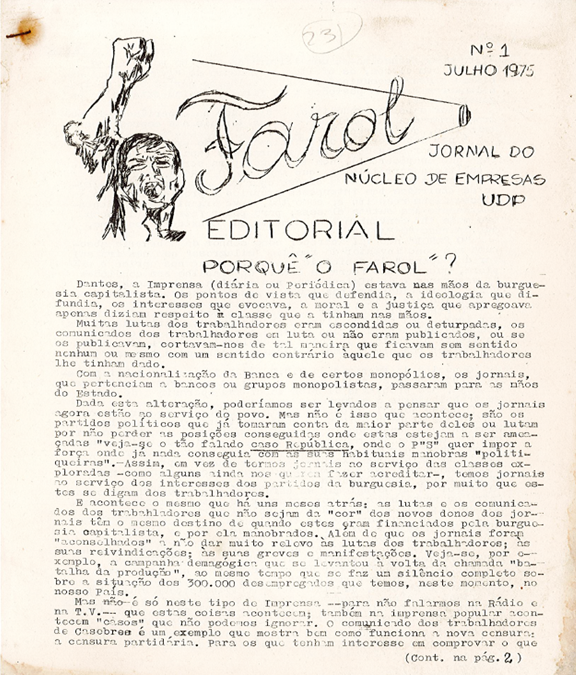 231
Nº 1
JULHO 1975
Farol
JORNAL DO
NÚCLEO DE EMPRESAS
UDP
EDITORIAL
PORQUÊ "O FAROL"?
Dantes, a Imprensa (diária ou Periódica) estava nas mãos da burgue-
sia capitalista. Os pontos de vista que defendia, a ideologia que di-
fundia, os interesses que evocava, a moral e a justiça que apregoava
apenas diziam respeito à classe que a tinham nas mãos.
Muitas lutas dos trabalhadores eram escondidas ou deturpadas, os
comunicados dos trabalhadores em luta ou não eram publicados, ou se
os publicavam, cortavam-nos de tal maneira que ficavam sem sentido
nenhum ou mesmo com um sentido contrário àquele que os trabalhadores
lhe tinham dado.
Com a nacionalização da Banca e de certos monopólios, os jornais,
que pertenciam a bancos ou grupos monopolistas, passaram para as mãos
do Estado.
Dada esta alteração, poderíamos ser levados a pensar que os jornais
agora estão ao serviço do povo. Mas não é isso que acontece; são os
partidos políticos que já tomaram conta da maior parte deles ou lutam
por não perder as posições conseguidas onde estas estejam a ser amea-
çadas "veja-se o tão falado caso República, onde o P"S" quer impor a
força onde já nada conseguia com as suas habituais manobras "politi-
queiras".-Assim, em vez de termos jornais ao serviço das classes ex-
ploradas -como alguns ainda nos querem fazer acreditar-, temos jornais
ao serviço dos interesses dos partidos da burguesia, por muito que es-
tes se digam dos trabalhadores.
E acontece o mesmo que há uns meses atrás: as lutas e os comunica-
dos dos trabalhadores que não sejam da "cor" dos novos donos dos jor-
nais têm o mesmo destino de quando estes eram financiados pela burgue-
sia capitalista, e por ela manobrados. Além de que os jornais foram
"aconselhados" a não dar muito relevo às lutas dos trabalhadores; às
suas reivindicações; às suas greves e manifestações. Veja-se, por e-
xemplo, a campanha demagógica que se levantou à volta da chamada "ba-
talha da produção", ao mesmo tempo que se faz um silêncio completo so-
bre a situação dos 300.000 desempregados que temos, neste momento, no
nosso País.
Mas não é só neste tipo de Imprensa --para não falarmos na Rádio e
na T.V.-- que estas coisas acontecem; também na imprensa popular acon-
tecem "casos" que não podemos ignorar. O comunicado dos trabalhadores
de Casebres é um exemplo que mostra bem como funciona a nova censura:
a censura partidária. Para os que tenham interesse em comprovar o que
(Cont. na pág. 2)